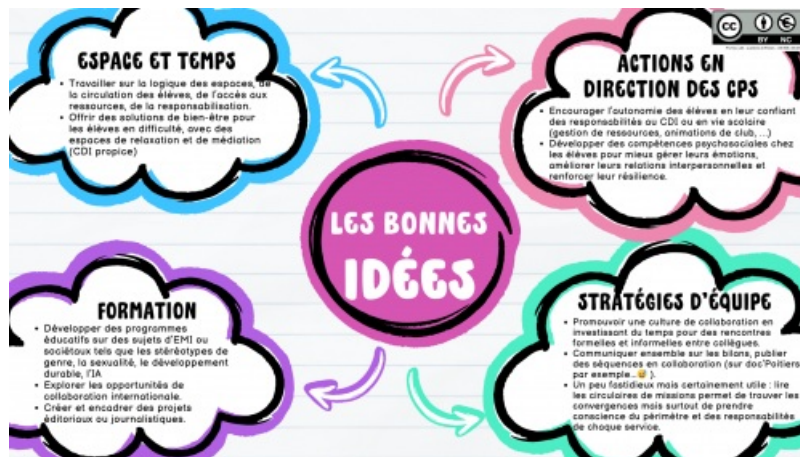 ESPACE ET TEMPS
• Travailler sur la logique des espaces, de
la circulation des élèves, de l'accès aux
ressources, de la responsabilisation.
• Offrir des solutions de bien-être pour
les élèves en difficulté, avec des
espaces de relaxation et de médiation
(CDI propice)
CC
BY NC
ACTIONS EN
DIRECTION DES CPS
• Encourager l'autonomie des élèves en leur confiant
des responsabilités au CDI ou en vie scolaire
(gestion de ressources, animations de club, ...)
• Développer des compétences psychosociales chez
les élèves pour mieux gérer leurs émotions,
améliorer leurs relations interpersonnelles et
renforcer leur résilience.
LES BONNES
IDÉES
FORMATION
• Développer des programmes
éducatifs sur des sujets d'EMI ou
sociétaux tels que les stéréotypes de
genre, la sexualité, le développement
durable, l'IA
• Explorer les opportunités de
collaboration internationale.
• Créer et encadrer des projets
éditoriaux ou journalistiques.
STRATÉGIES D'ÉQUIPE
• Promouvoir une culture de collaboration en
investissant du temps pour des rencontres
formelles et informelles entre collègues.
• Communiquer ensemble sur les bilans, publier
des séquences en collaboration (sur doc'Poitiers
par exemple...😅 ).
• Un peu fastidieux mais certainement utile : lire
les circulaires de missions permet de trouver les
convergences mais surtout de prendre
conscience du périmètre et des responsabilités
de chaque service.